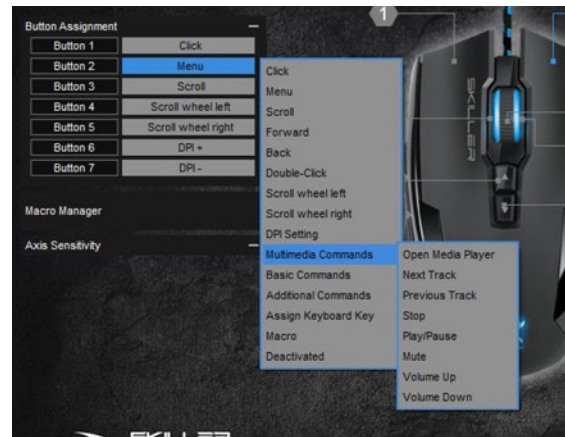 Button Assignment
1
Button 1 Click
Button 2 Menu
Button 3 Scroll
Button 4 Scroll wheel left
Button 5 Scroll wheel right
Button 6 DPI +
Button 7 DPI -
Macro Manager
Axis Sensitivity
Click
Menu
Scroll
Forward
Back
Double-Click
Scroll wheel left
Scroll wheel right
DPI Setting
Multimedia Commands
Basic Commands
Additional Commands
Assign Keyboard Key
Macro
Deactivated
Open Media Player
Next Track
Previous Track
Stop
Play/Pause
Mute
Volume Up
Volume Down
SKILLER
SKILLER